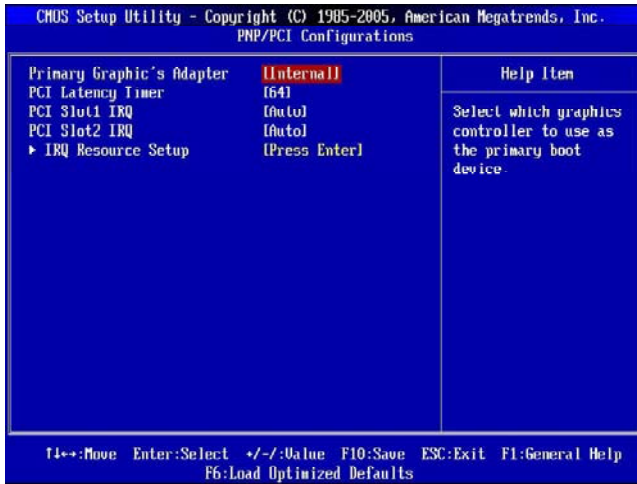 CMOS Setup Utility - Copyright (C) 1985-2005, American Megatrends, Inc.
PNP/PCI Configurations
Primary Graphic's Adapter [Internal]
PCI Latency Timer [64]
PCI Slot1 IRQ [Auto]
PCI Slot2 IRQ [Auto]
▶ IRQ Resource Setup [Press Enter]
Help Item
Select which graphics
controller to use as
the primary boot
device.
↑↓←→:Move Enter:Select +/-/:Value F10:Save ESC:Exit F1:General Help
F6:Load Optimized Defaults